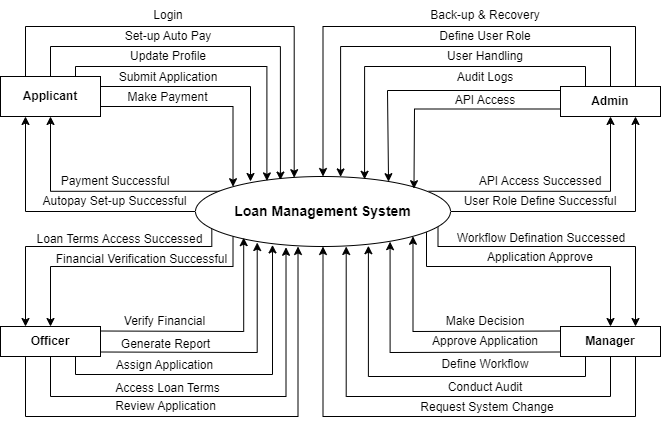 Login
Back-up & Recovery
Set-up Auto Pay
Define User Role
Update Profile
User Handling
Submit Application
Audit Logs
Applicant
Make Payment
API Access
Admin
Payment Successful
API Access Successed
Autopay Set-up Successful
User Role Define Successful
Loan Management System
Loan Terms Access Successed
Workflow Defination Successed
Financial Verification Successful
Application Approve
Verify Financial
Make Decision
Officer
Generate Report
Approve Application
Manager
Assign Application
Define Workflow
Access Loan Terms
Conduct Audit
Review Application
Request System Change